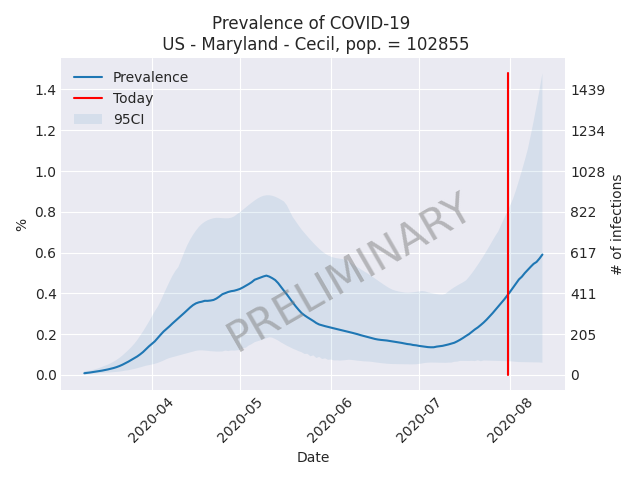 Prevalence of COVID-19
US - Maryland - Cecil, pop. = 102855
Prevalence
Today
95CI
PRELIMINARY
%
1.4
1.2
1.0
0.8
0.6
0.4
0.2
0.0
1439
1234
1028
822
617
411
205
0
# of infections
2020-04
2020-05
2020-06
2020-07
2020-08
Date